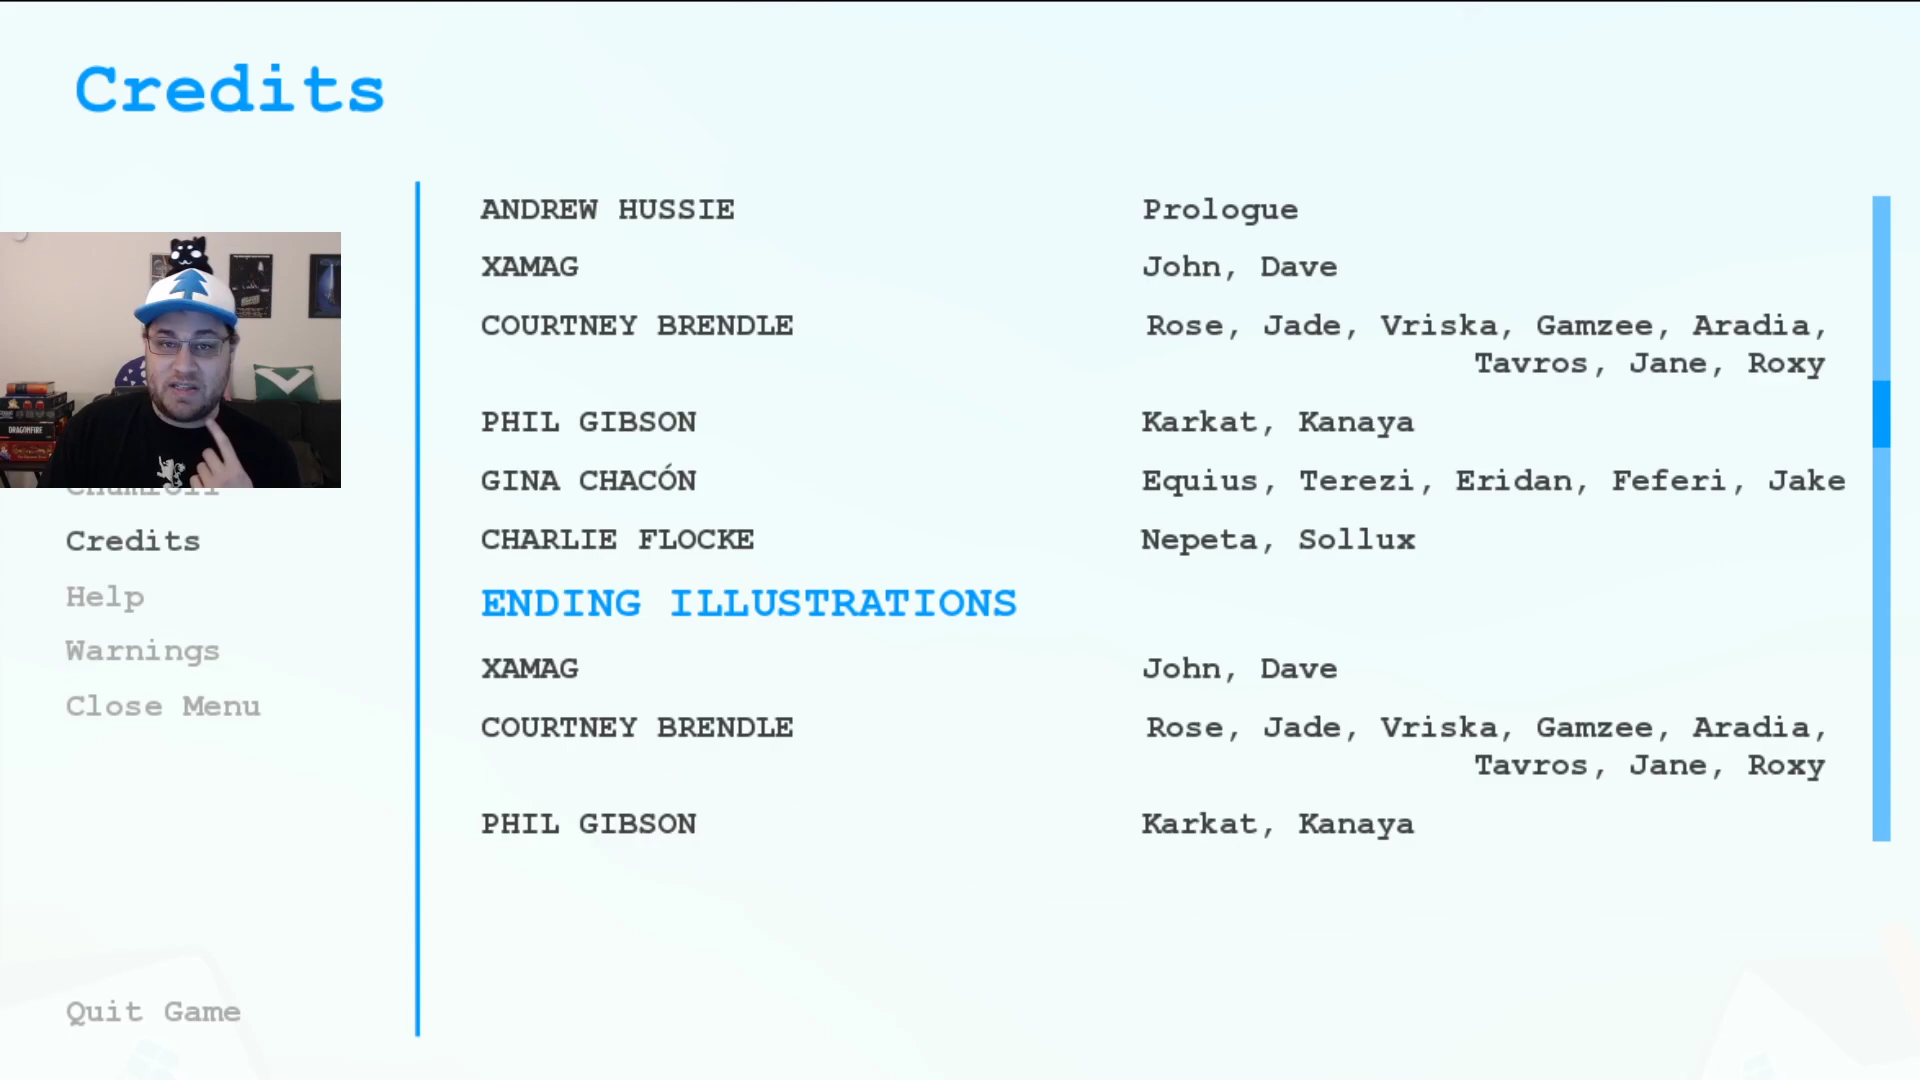 Credits
ANDREW HUSSIE Prologue
XAMAG John, Dave
COURTNEY BRENDLE Rose, Jade, Vriska, Gamzee, Aradia,
Tavros, Jane, Roxy
PHIL GIBSON Karkat, Kanaya
GINA CHACÓN Equius, Terezi, Eridan, Feferi, Jake
CHARLIE FLOCKE Nepeta, Sollux
ENDING ILLUSTRATIONS
XAMAG John, Dave
COURTNEY BRENDLE Rose, Jade, Vriska, Gamzee, Aradia,
Tavros, Jane, Roxy
PHIL GIBSON Karkat, Kanaya
DRAGONFIRE
Credits
Help
Warnings
Close Menu
Quit Game